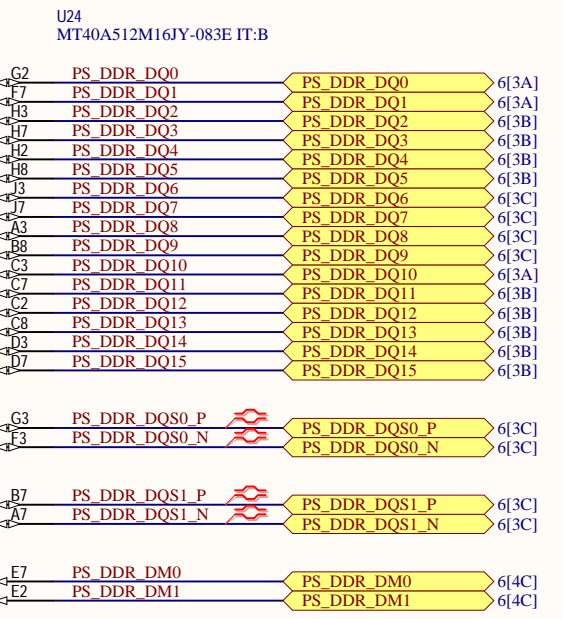 U24
MT40A512M16JY-083E IT:B
G2 PS_DDR_DQ0 PS_DDR_DQ0 6[3A]
F7 PS_DDR_DQ1 PS_DDR_DQ1 6[3A]
H3 PS_DDR_DQ2 PS_DDR_DQ2 6[3B]
H7 PS_DDR_DQ3 PS_DDR_DQ3 6[3B]
H2 PS_DDR_DQ4 PS_DDR_DQ4 6[3B]
H8 PS_DDR_DQ5 PS_DDR_DQ5 6[3B]
J3 PS_DDR_DQ6 PS_DDR_DQ6 6[3C]
J7 PS_DDR_DQ7 PS_DDR_DQ7 6[3C]
A3 PS_DDR_DQ8 PS_DDR_DQ8 6[3C]
B8 PS_DDR_DQ9 PS_DDR_DQ9 6[3C]
C3 PS_DDR_DQ10 PS_DDR_DQ10 6[3A]
C7 PS_DDR_DQ11 PS_DDR_DQ11 6[3B]
C2 PS_DDR_DQ12 PS_DDR_DQ12 6[3B]
C8 PS_DDR_DQ13 PS_DDR_DQ13 6[3B]
D3 PS_DDR_DQ14 PS_DDR_DQ14 6[3B]
D7 PS_DDR_DQ15 PS_DDR_DQ15 6[3B]
G3 PS_DDR_DQS0_P PS_DDR_DQS0_P 6[3C]
F3 PS_DDR_DQS0_N PS_DDR_DQS0_N 6[3C]
B7 PS_DDR_DQS1_P PS_DDR_DQS1_P 6[3C]
A7 PS_DDR_DQS1_N PS_DDR_DQS1_N 6[3C]
E7 PS_DDR_DM0 PS_DDR_DM0 6[4C]
E2 PS_DDR_DM1 PS_DDR_DM1 6[4C]